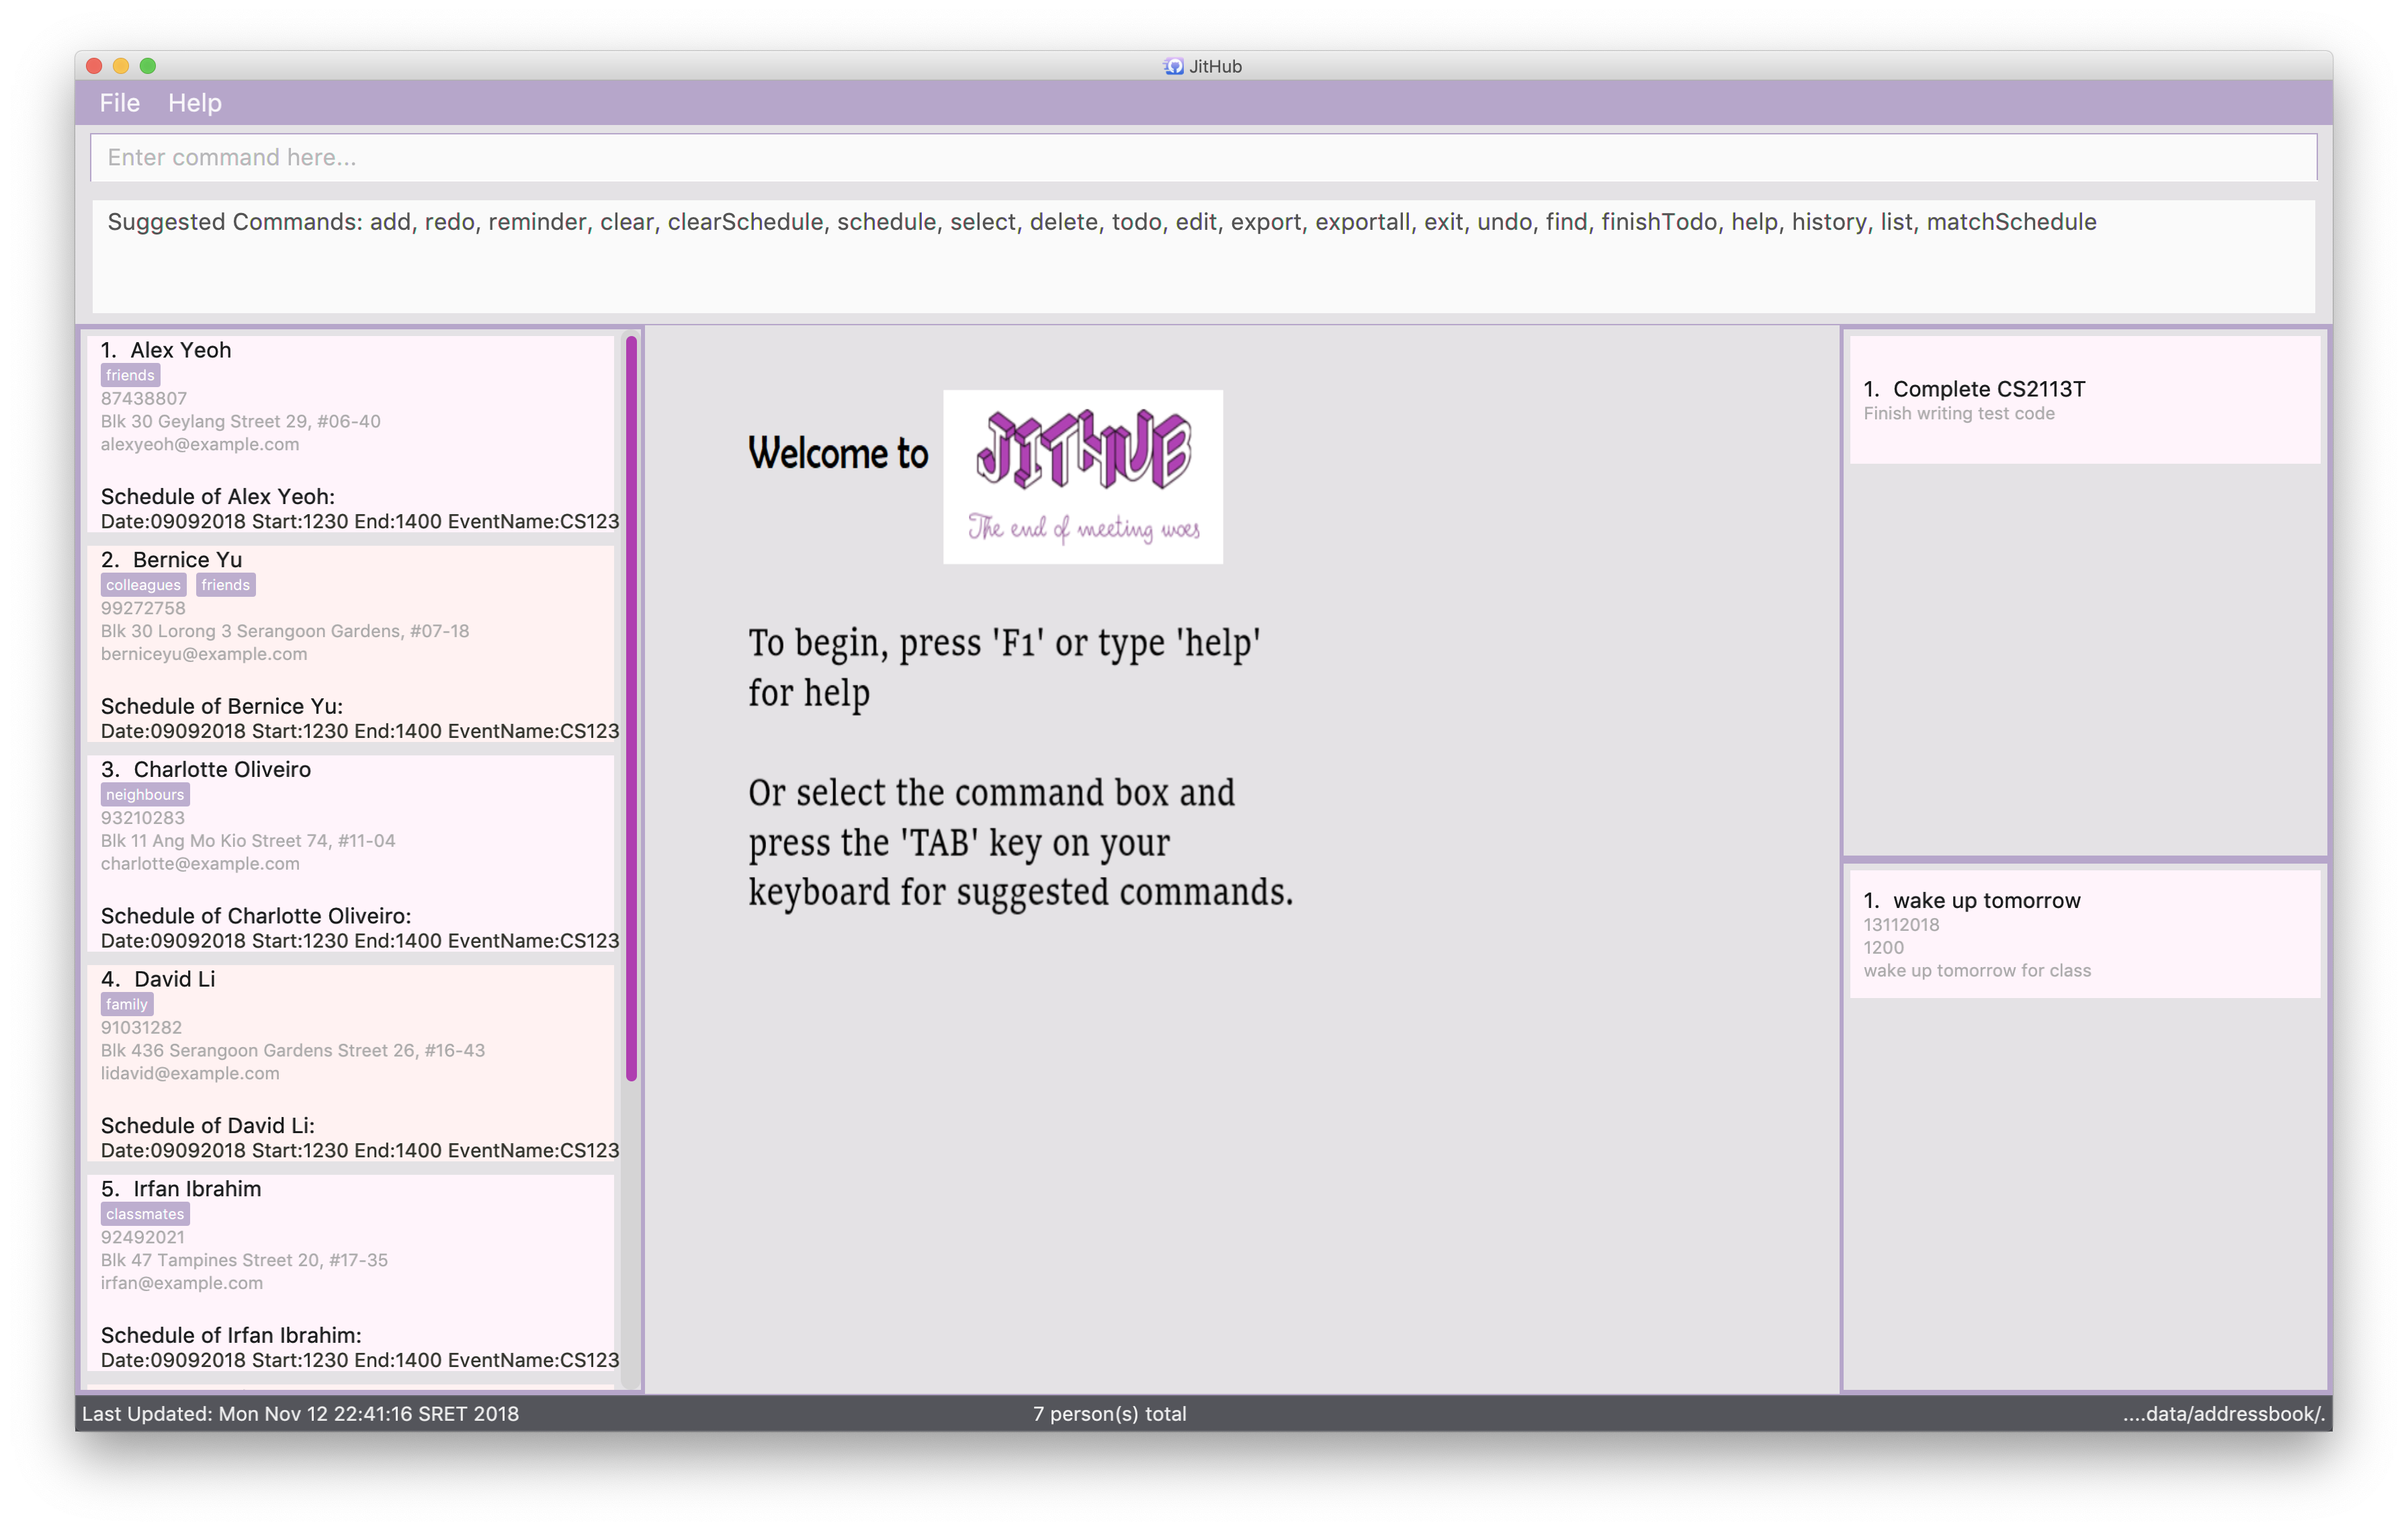 JitHub
File Help
Enter command here...
Suggested Commands: add, redo, reminder, clear, clearSchedule, schedule, select, delete, todo, edit, export, exportall, exit, undo, find, finishTodo, help, history, list, matchSchedule
1. Alex Yeoh
friends
87438807
Blk 30 Geylang Street 29, #06-40
alexyeoh@example.com
Schedule of Alex Yeoh:
Date:09092018 Start:1230 End:1400 EventName:CS123
2. Bernice Yu
colleagues friends
99272758
Blk 30 Lorong 3 Serangoon Gardens, #07-18
berniceyu@example.com
Schedule of Bernice Yu:
Date:09092018 Start:1230 End:1400 EventName:CS123
3. Charlotte Oliveiro
neighbours
93210283
Blk 11 Ang Mo Kio Street 74, #11-04
charlotte@example.com
Schedule of Charlotte Oliveiro:
Date:09092018 Start:1230 End:1400 EventName:CS123
4. David Li
family
91031282
Blk 436 Serangoon Gardens Street 26, #16-43
lidavid@example.com
Schedule of David Li:
Date:09092018 Start:1230 End:1400 EventName:CS123
5. Irfan Ibrahim
classmates
92492021
Blk 47 Tampines Street 20, #17-35
irfan@example.com
Schedule of Irfan Ibrahim:
Date:09092018 Start:1230 End:1400 EventName:CS123
Welcome to JITHUB
The end of meeting woes
To begin, press 'F1' or type 'help'
for help
Or select the command box and
press the 'TAB' key on your
keyboard for suggested commands.
1. Complete CS2113T
Finish writing test code
1. wake up tomorrow
13112018
1200
wake up tomorrow for class
Last Updated: Mon Nov 12 22:41:16 SRET 2018
7 person(s) total
....data/addressbook/.